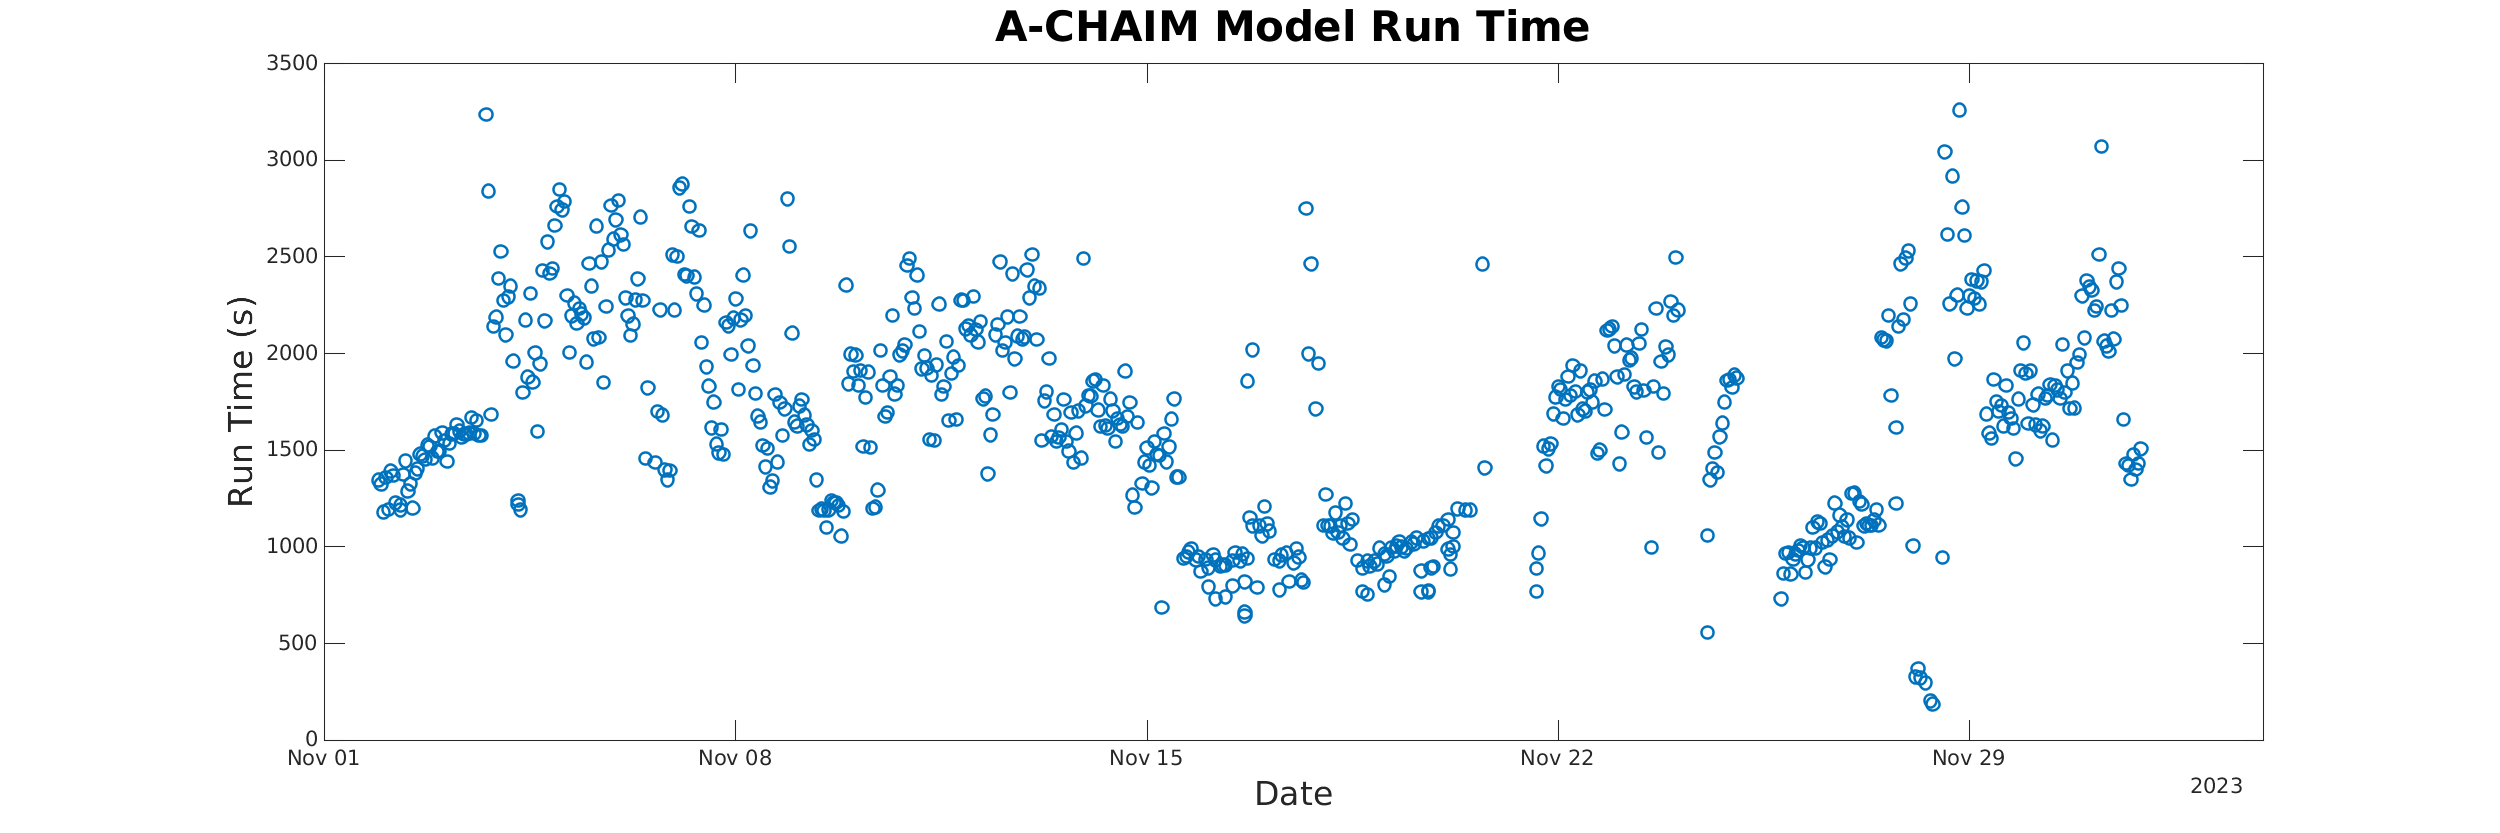 A-CHAIM Model Run Time
Run Time (s)
3500
3000
2500
2000
1500
1000
500
0
Nov 01 Nov 08 Nov 15 Nov 22 Nov 29
2023
Date